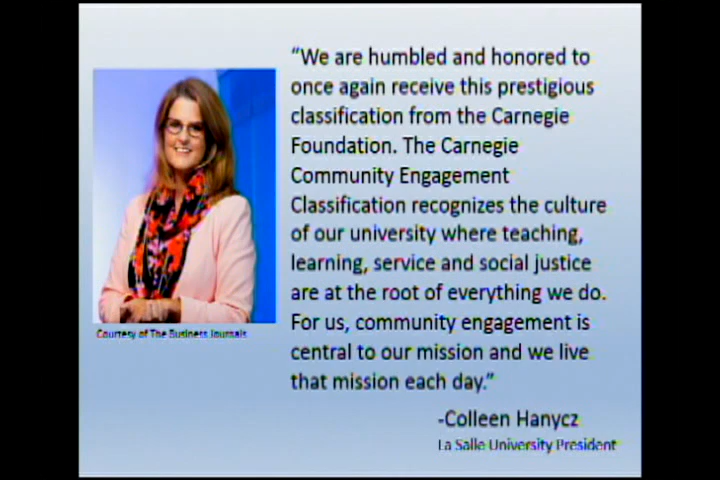 “We are humbled and honored to
once again receive this prestigious
classification from the Carnegie
Foundation. The Carnegie
Community Engagement
Classification recognizes the culture
of our university where teaching,
learning, service and social justice
are at the root of everything we do.
For us, community engagement is
central to our mission and we live
that mission each day.”
-Colleen Hanycz
La Salle University President
Courtesy of The Business Journals